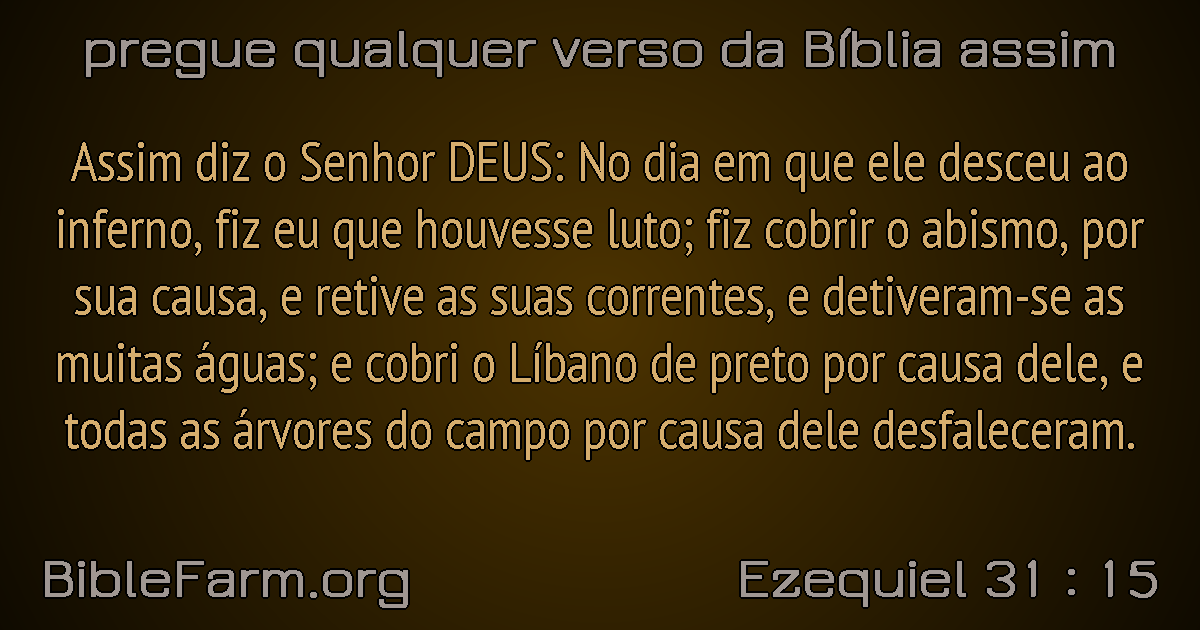 pregue qualquer verso da Bíblia assim
Assim diz o Senhor DEUS: No dia em que ele desceu ao
inferno, fiz eu que houvesse luto; fiz cobrir o abismo, por
sua causa, e retive as suas correntes, e detiveram-se as
muitas águas; e cobri o Líbano de preto por causa dele, e
todas as árvores do campo por causa dele desfaleceram.
BibleFarm.org
Ezequiel 31 : 15